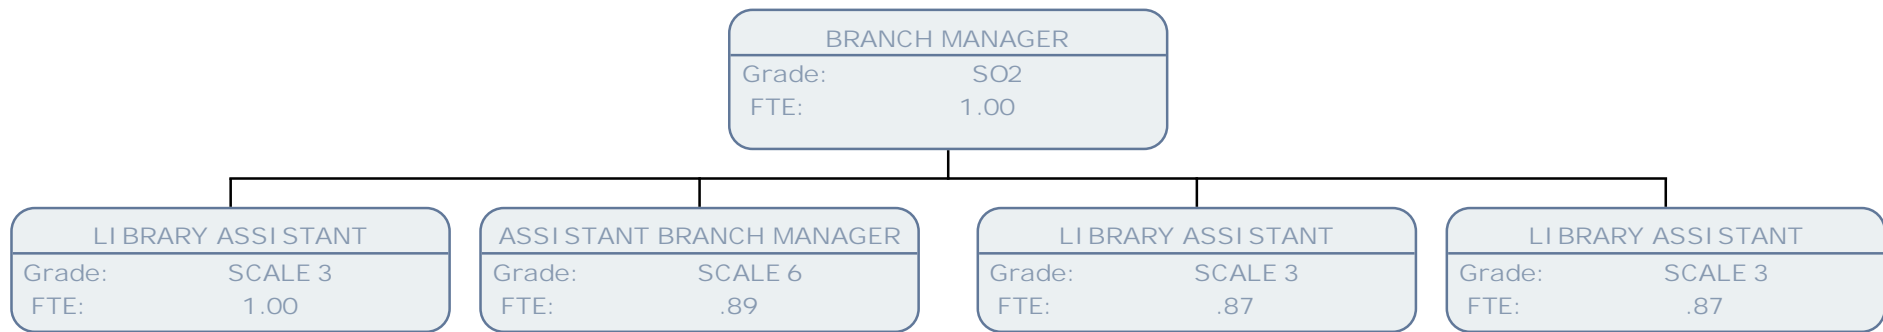 BRANCH MANAGER
Grade: SO2
FTE: 1.00
LIBRARY ASSISTANT
Grade: SCALE 3
FTE: 1.00
ASSISTANT BRANCH MANAGER
Grade: SCALE 6
FTE: .89
LIBRARY ASSISTANT
Grade: SCALE 3
FTE: .87
LIBRARY ASSISTANT
Grade: SCALE 3
FTE: .87